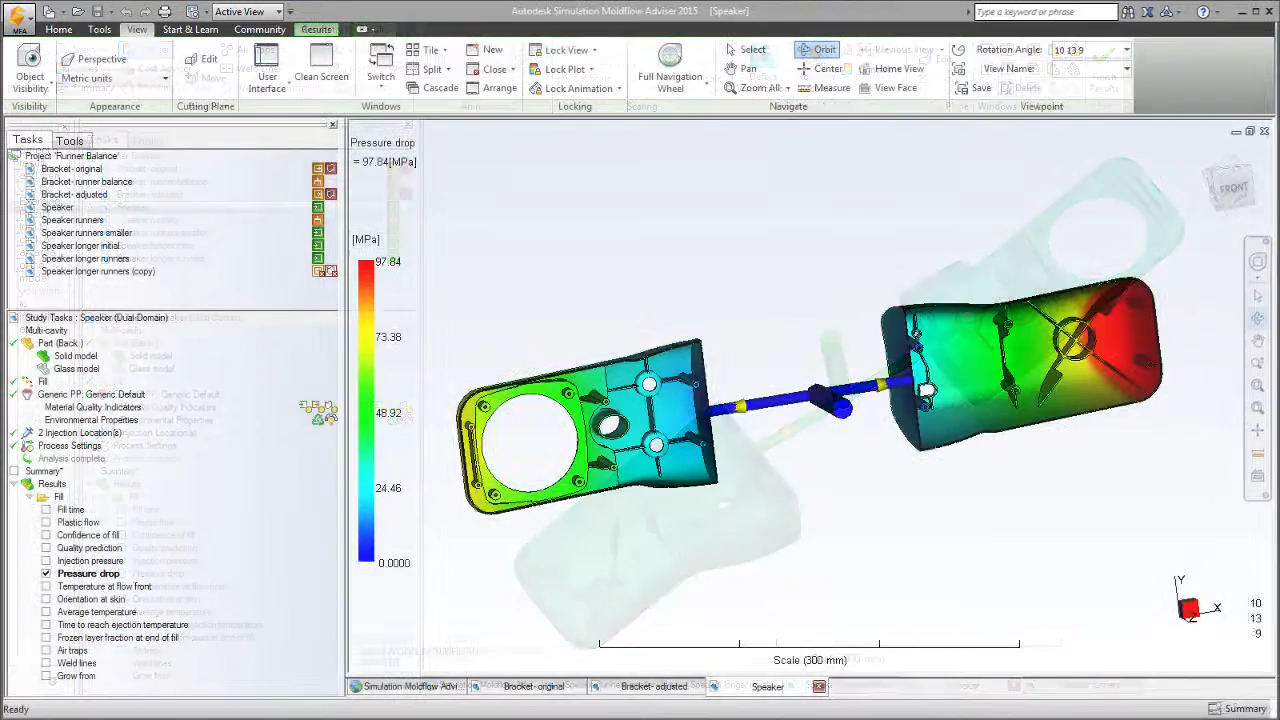 Active View
Autodesk Simulation Moldflow Adviser 2015   [Speaker]
Type a keyword or phrase
MFA
Home
Tools
View
Start & Learn
Community
Results
Object Visibility
Perspective
Metric units
Edit
Move
User Interface
Clean Screen
Switch
Tile
Split
Cascade
New
Close
Arrange
Lock View
Lock Plot
Lock Animation
Full Navigation Wheel
Select
Pan
Zoom All
Orbit
Center
Measure
Previous View
Home View
View Face
Rotation Angle:
10 13 9
View Name:
Save
Delete
Visibility
Appearance
Cutting Plane
Windows
Locking
Navigate
Viewpoint
Tasks
Tools
Project 'Runner Balance'
Bracket- original
Bracket- runner balance
Bracket- adjusted
Speaker
Speaker runners
Speaker runners smaller
Speaker longer initial
Speaker longer runners
Speaker longer runners (copy)
Study Tasks : Speaker (Dual-Domain)
Multi-cavity
Part (Back )
Solid model
Glass model
Fill
Generic PP: Generic Default
Material Quality Indicators
Environmental Properties
2 Injection Location(s)
Process Settings
Analysis complete
Summary*
Results
Fill
Fill time
Plastic flow
Confidence of fill
Quality prediction
Injection pressure
Pressure drop
Temperature at flow front
Orientation at skin
Average temperature
Time to reach ejection temperature
Frozen layer fraction at end of fill
Air traps
Weld lines
Grow from
Pressure drop
= 97.84[MPa]
[MPa]
97.84
73.38
48.92
24.46
0.0000
FRONT
Y
X
Z
10
13
-9
Scale (300 mm)
Simulation Moldflow Advi...
Bracket- original
Bracket- adjusted
Speaker
Ready
Summary